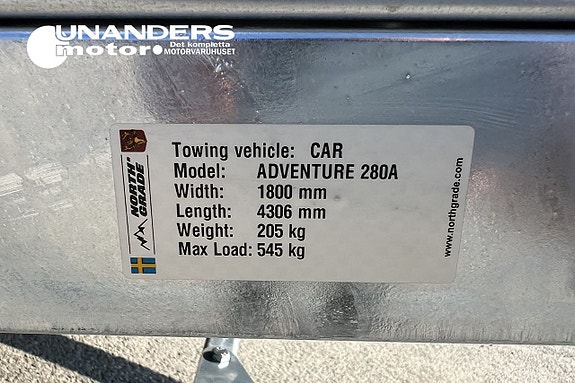 UNANDERS
motor.
Det kompletta
MOTORVARUHUSET
NORTH'
GRADE
Towing vehicle: CAR
Model: ADVENTURE 280A
Width: 1800 mm
Length: 4306 mm
Weight: 205 kg
Max Load: 545 kg
www.northgrade.com